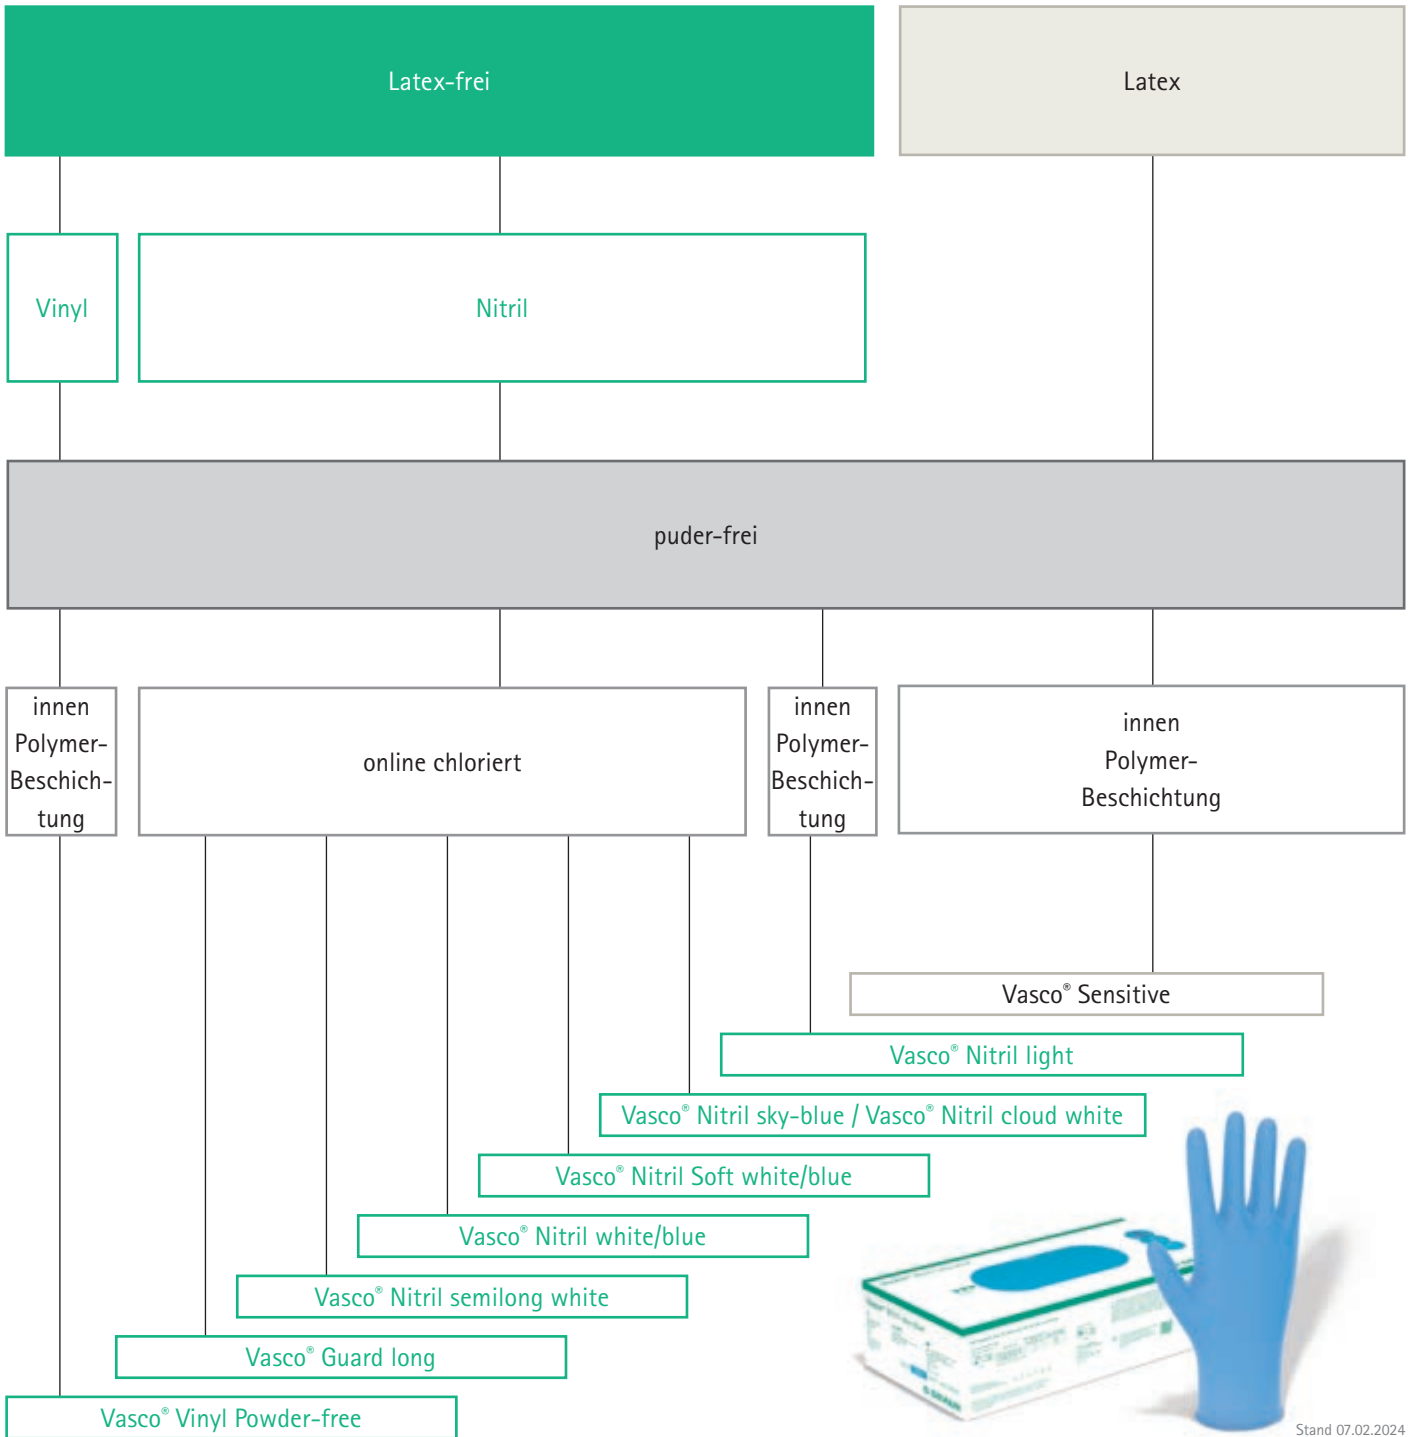 Latex-frei
Latex
Vinyl
Nitril
puder-frei
innen
Polymer-
Beschich-
tung
online chloriert
innen
Polymer-
Beschich-
tung
innen
Polymer-
Beschichtung
Vasco® Sensitive
Vasco® Nitril light
Vasco® Nitril sky-blue / Vasco® Nitril cloud white
Vasco® Nitril Soft white/blue
Vasco® Nitril white/blue
Vasco® Nitril semilong white
Vasco® Guard long
Vasco® Vinyl Powder-free
Stand 07.02.2024